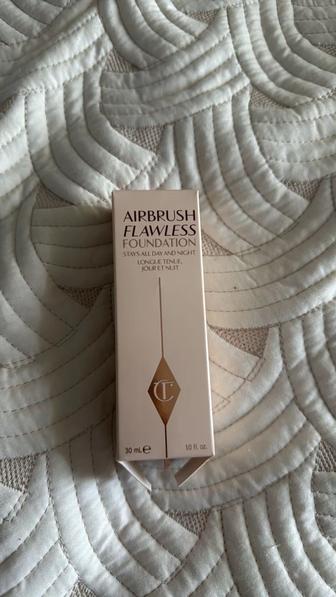 AIRBRUSH
FLAWLESS
FOUNDATION
STAYS ALL DAY AND NIGHT
LONGUE TENUE,
JOUR ET NUIT
CT
30 mL e
1.0 fl. oz.